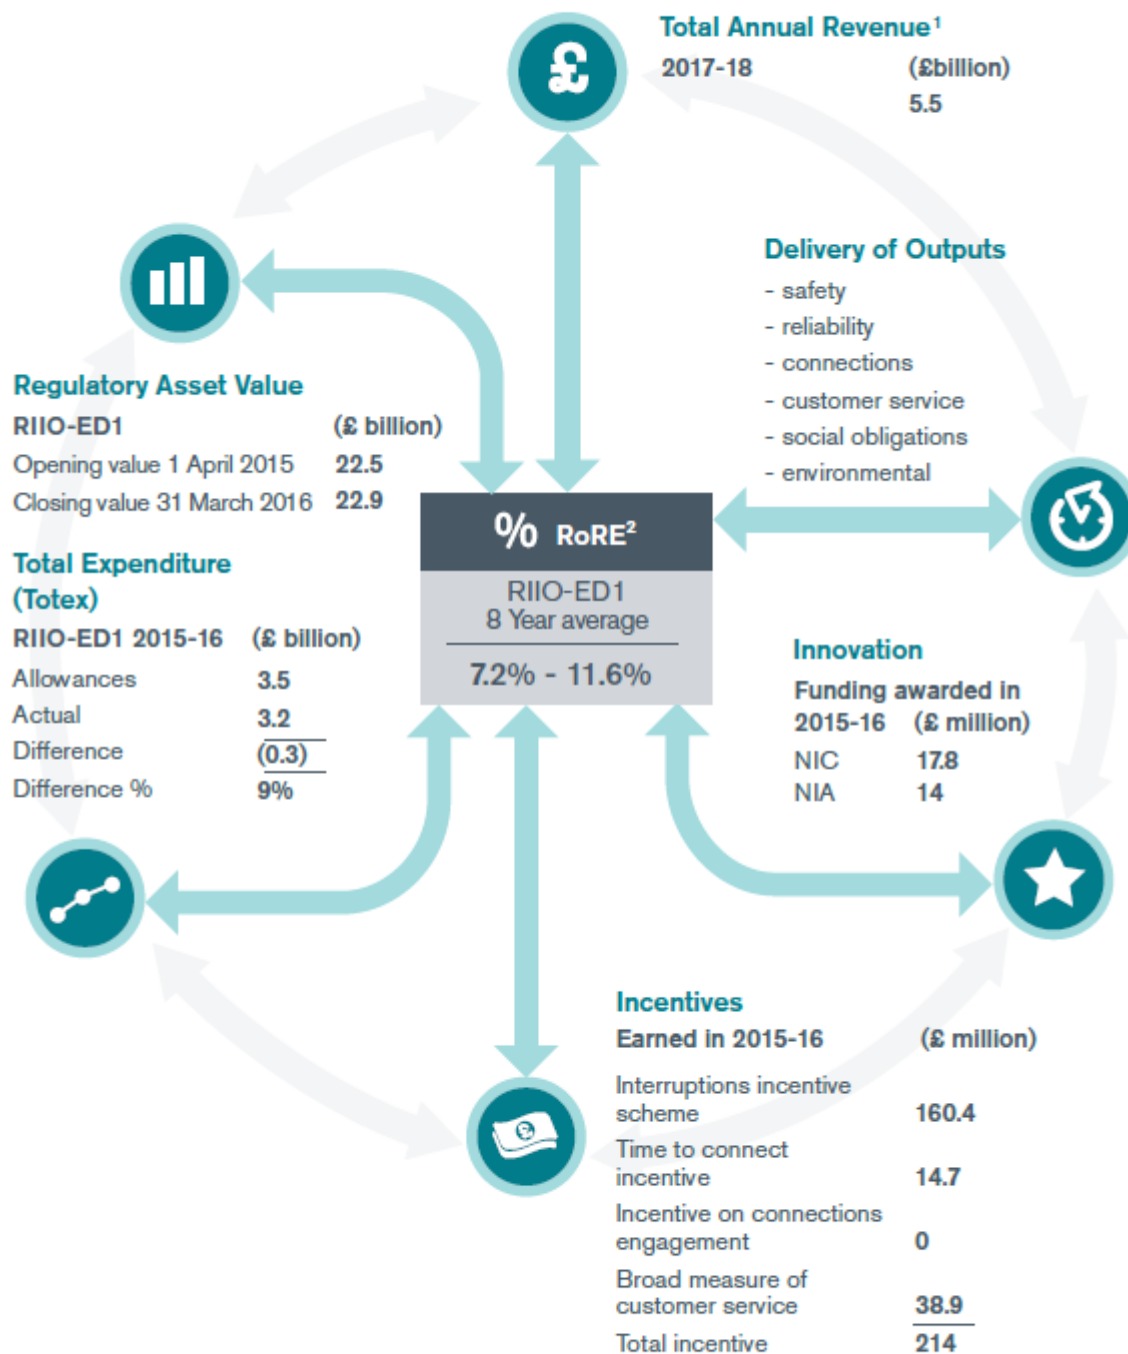 £
Total Annual Revenue¹
2017-18 (£billion)
5.5
Delivery of Outputs
- safety
- reliability
- connections
- customer service
- social obligations
- environmental
Regulatory Asset Value
RIIO-ED1 (£ billion)
Opening value 1 April 2015 22.5
Closing value 31 March 2016 22.9
% RoRE²
RIIO-ED1
8 Year average
7.2% - 11.6%
Total Expenditure
(Totex)
RIIO-ED1 2015-16 (£ billion)
Allowances 3.5
Actual 3.2
Difference (0.3)
Difference % 9%
Innovation
Funding awarded in
2015-16 (£ million)
NIC 17.8
NIA 14
Incentives
Earned in 2015-16 (£ million)
Interruptions incentive
scheme 160.4
Time to connect
incentive 14.7
Incentive on connections
engagement 0
Broad measure of
customer service 38.9
Total incentive 214
£